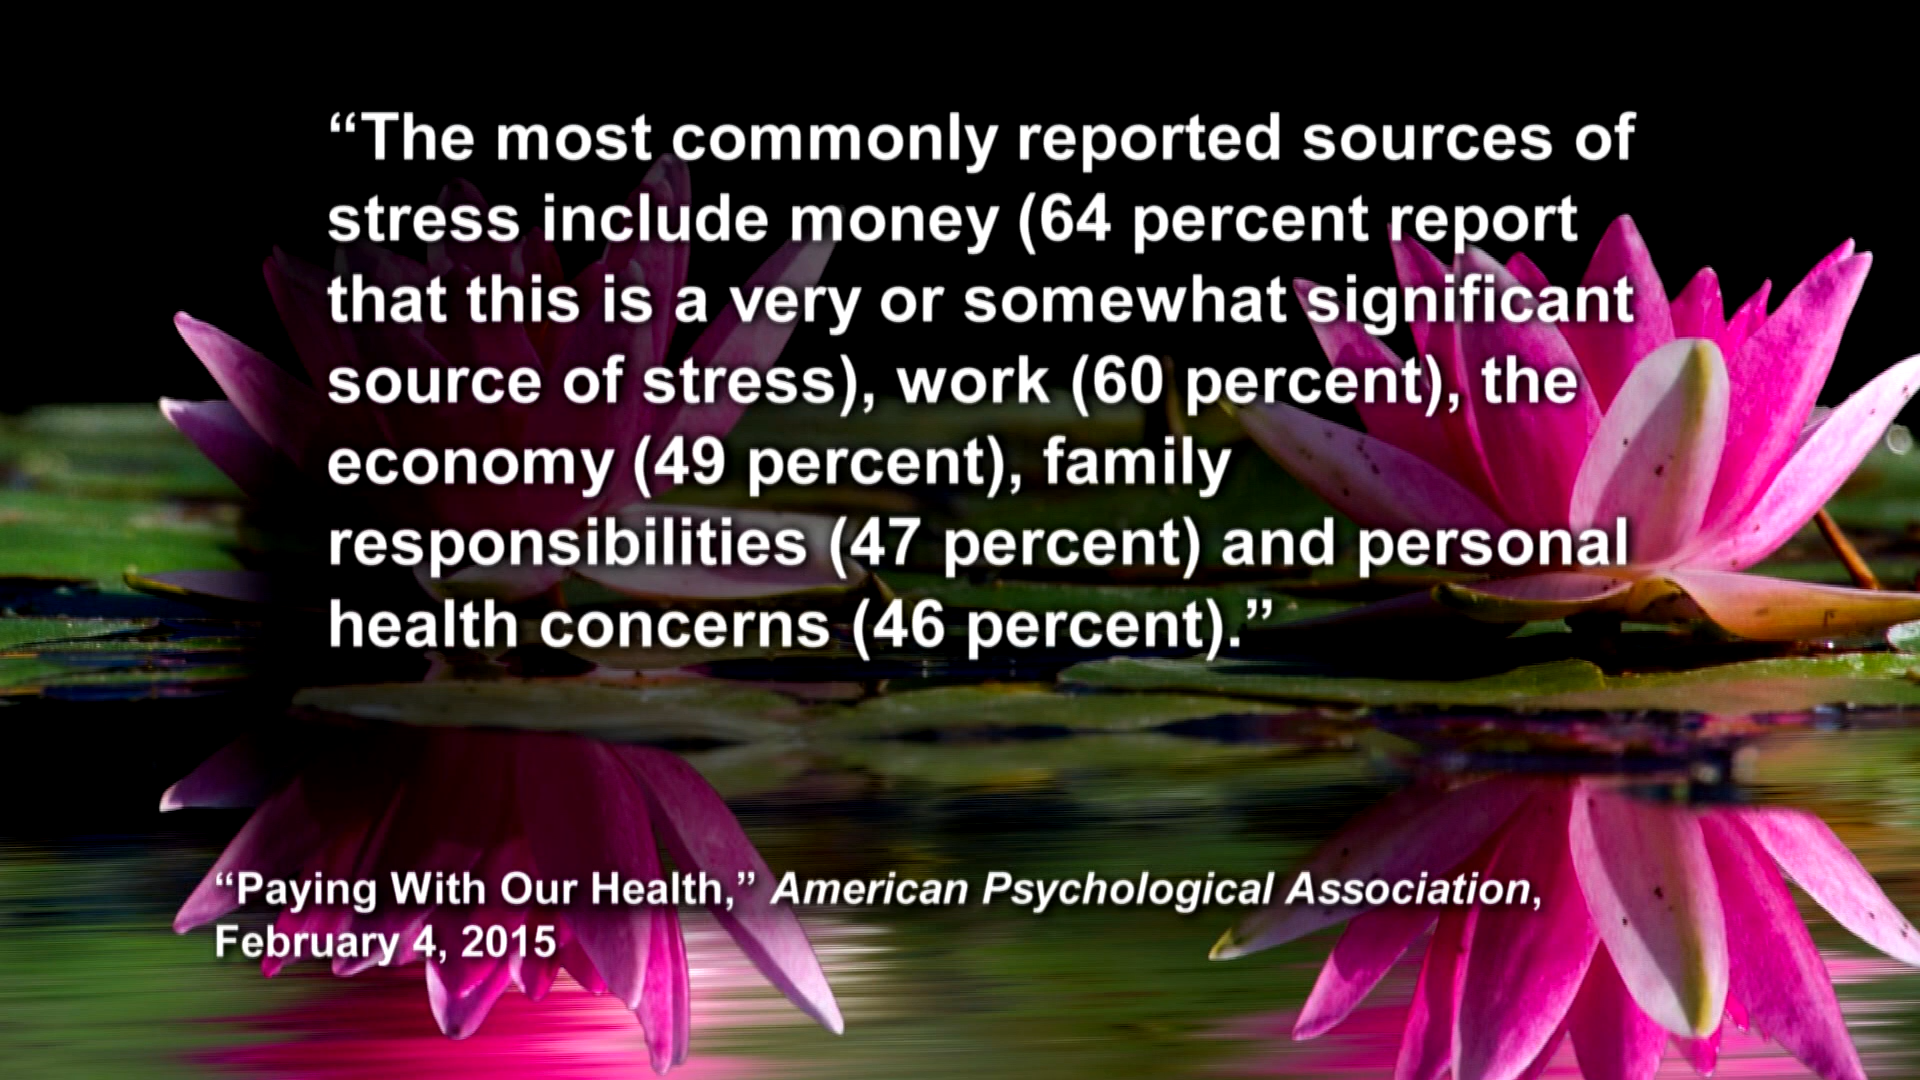 “The most commonly reported sources of
stress include money (64 percent report
that this is a very or somewhat significant
source of stress), work (60 percent), the
economy (49 percent), family
responsibilities (47 percent) and personal
health concerns (46 percent).”
“Paying With Our Health,” American Psychological Association,
February 4, 2015